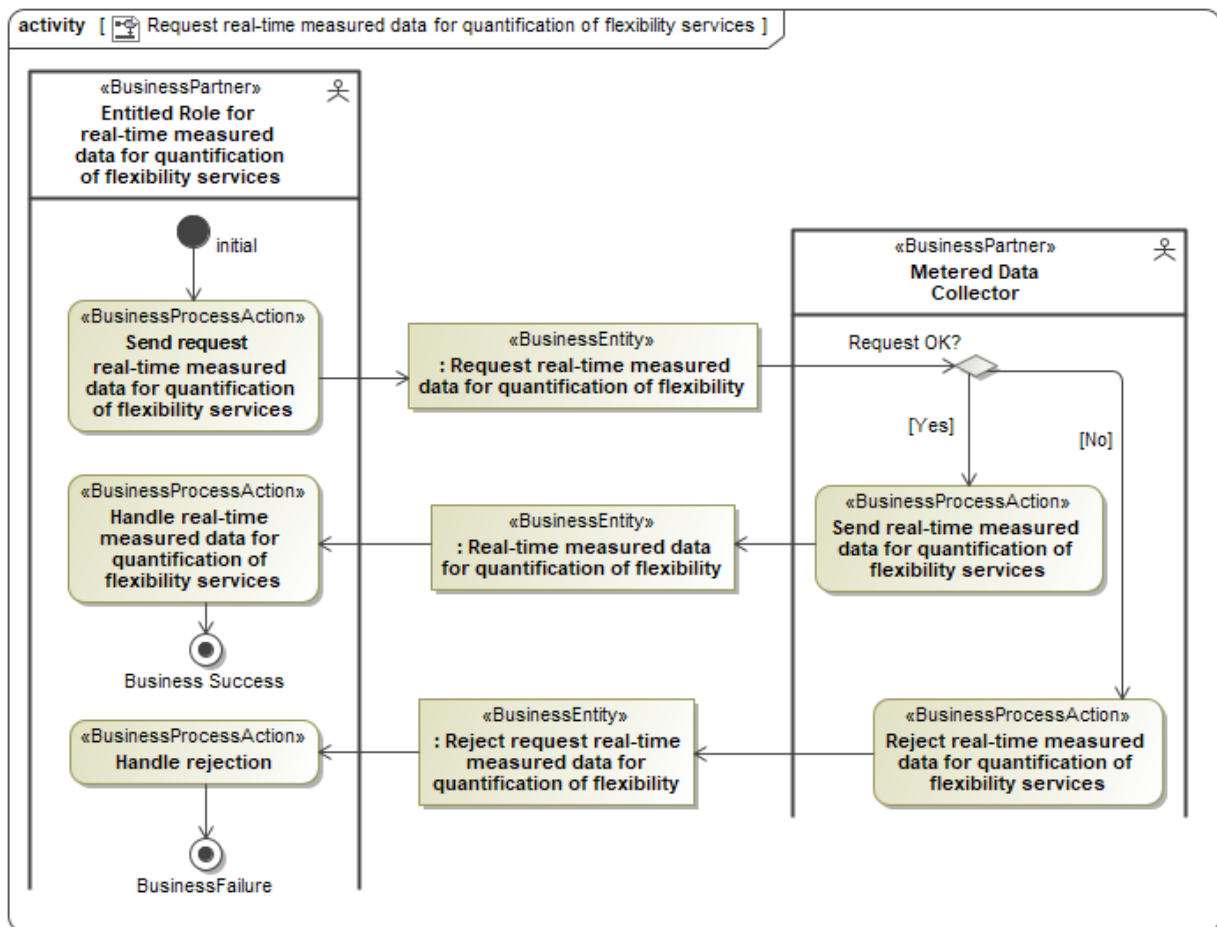 activity [ Request real-time measured data for quantification of flexibility services ]
«BusinessPartner»
Entitled Role for
real-time measured
data for quantification
of flexibility services
initial
«BusinessPartner»
Metered Data
Collector
«BusinessProcessAction»
Send request
real-time measured
data for quantification
of flexibility services
«BusinessEntity»
: Request real-time measured
data for quantification of flexibility
Request OK?
[Yes]
[No]
«BusinessProcessAction»
Handle real-time
measured data for
quantification of
flexibility services
«BusinessEntity»
: Real-time measured data
for quantification of flexibility
«BusinessProcessAction»
Send real-time measured
data for quantification of
flexibility services
Business Success
«BusinessProcessAction»
Handle rejection
«BusinessEntity»
: Reject request real-time
measured data for
quantification of flexibility
«BusinessProcessAction»
Reject real-time measured
data for quantification of
flexibility services
BusinessFailure